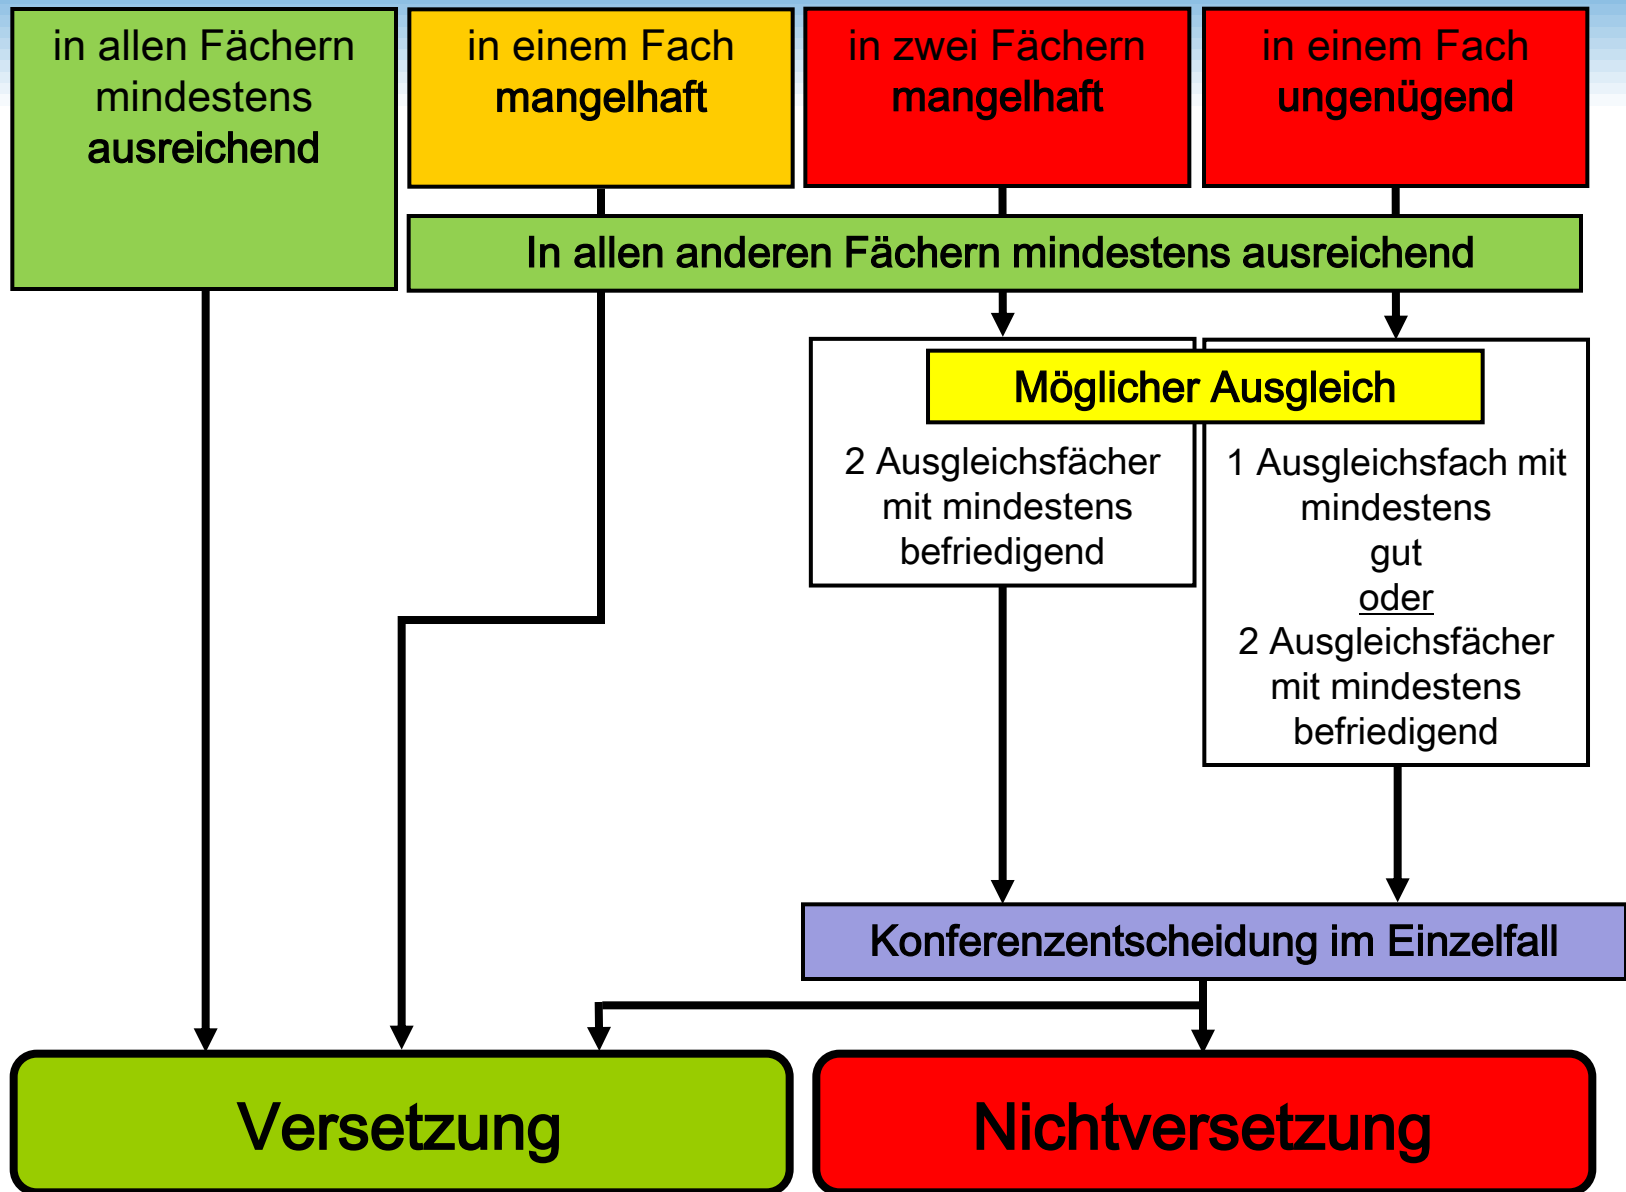 in allen Fächern
mindestens
ausreichend
in einem Fach
mangelhaft
in zwei Fächern
mangelhaft
in einem Fach
ungenügend
In allen anderen Fächern mindestens ausreichend
Möglicher Ausgleich
2 Ausgleichsfächer
mit mindestens
befriedigend
1 Ausgleichsfach mit
mindestens
gut
oder
2 Ausgleichsfächer
mit mindestens
befriedigend
Konferenzentscheidung im Einzelfall
Versetzung
Nichtversetzung